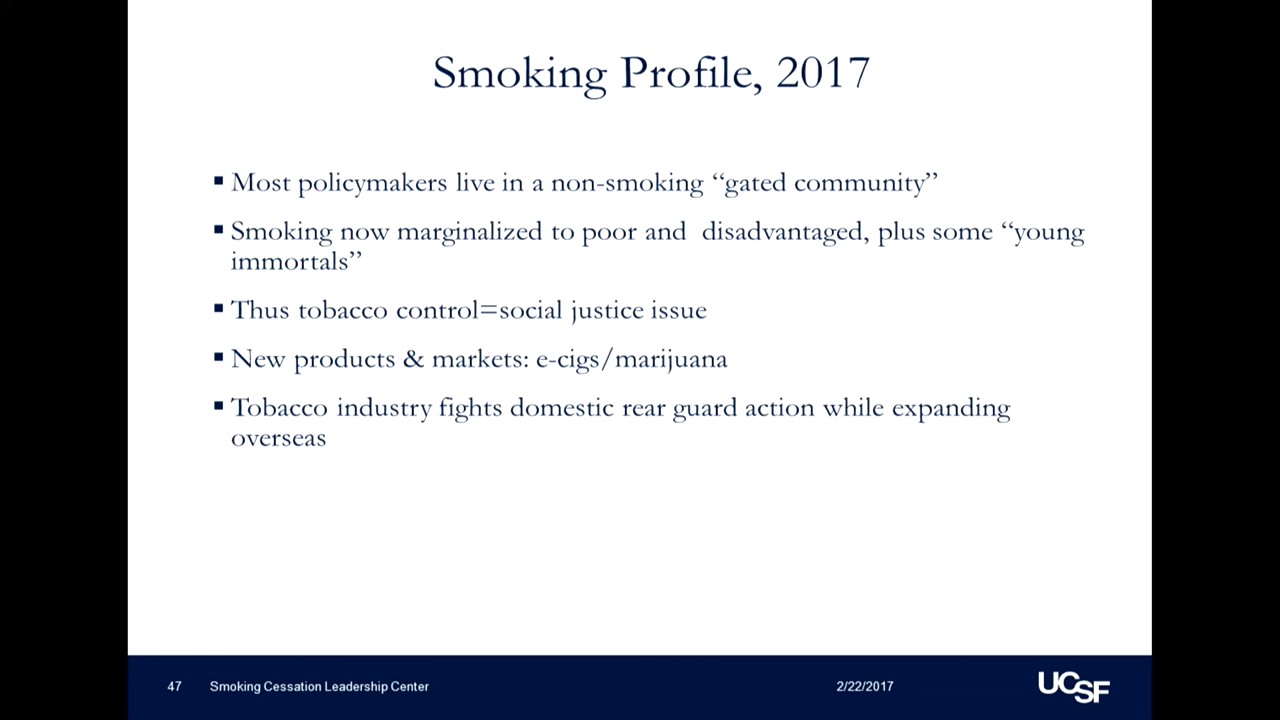 Smoking Profile, 2017
▪ Most policymakers live in a non-smoking “gated community”
▪ Smoking now marginalized to poor and  disadvantaged, plus some “young
immortals”
▪ Thus tobacco control=social justice issue
▪ New products & markets: e-cigs/marijuana
▪ Tobacco industry fights domestic rear guard action while expanding
overseas
47 Smoking Cessation Leadership Center 2/22/2017 UCSF